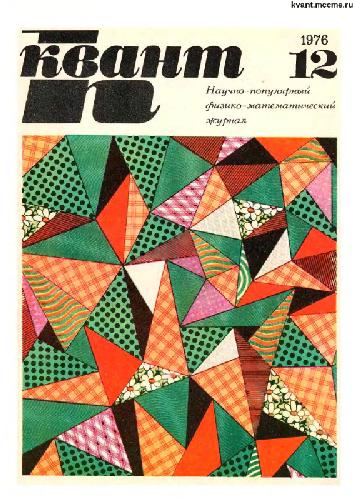 kvant.mccme.ru
квант
1976
12
Научно-популярный
физико-математический
журнал